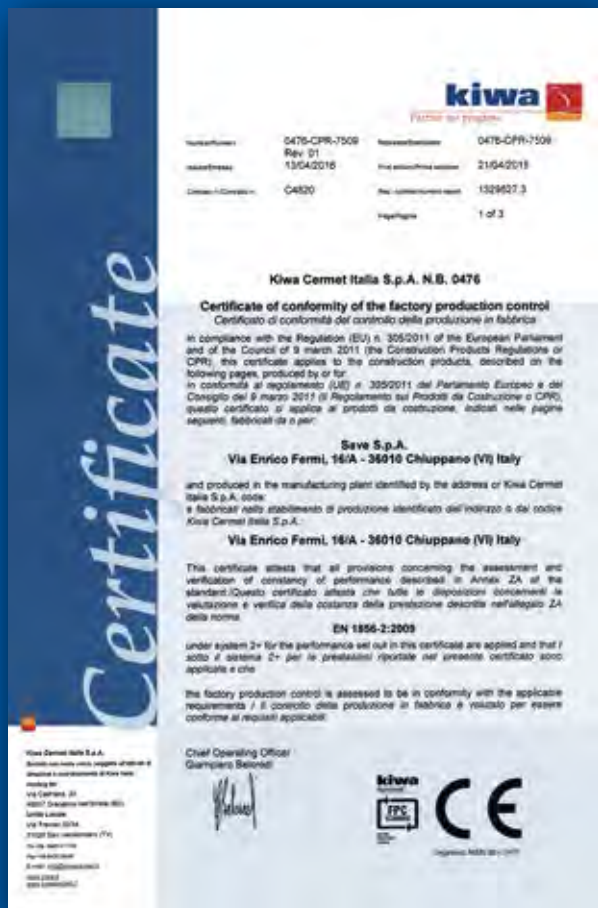 Certificate
kiwa
Partner for progress
0476-CPR-7509
Rev. 01
0476-CPR-7509
13/04/2016
21/04/2015
C4820
1329827.3
Page/Pagina
1 of 3
Kiwa Cermet Italia S.p.A. N.B. 0476
Certificate of conformity of the factory production control
Certificato di conformità del controllo della produzione in fabbrica
In compliance with the Regulation (EU) n. 305/2011 of the European Parliament
and of the Council of 9 march 2011 (the Construction Products Regulations or
CPR), this certificate applies to the construction products, described on the
following pages, produced by or for:
In conformità al regolamento (UE) n. 305/2011 del Parlamento Europeo e del
Consiglio del 9 marzo 2011 (il Regolamento sui Prodotti da Costruzione o CPR),
questo certificato si applica ai prodotti da costruzione, indicati nelle pagine
seguenti, fabbricati da o per:
Save S.p.A.
Via Enrico Fermi, 16/A - 36010 Chiuppano (VI) Italy
and produced in the manufacturing plant identified by the address or Kiwa Cermet
Italia S.p.A. code:
e fabbricati nello stabilimento di produzione identificato dall'indirizzo o dal codice
Kiwa Cermet Italia S.p.A.:
Via Enrico Fermi, 16/A - 36010 Chiuppano (VI) Italy
This certificate attests that all provisions concerning the assessment and
verification of constancy of performance described in Annex ZA of the
standard /Questo certificato attesta che tutte le disposizioni concernenti la
valutazione e verifica della costanza della prestazione descritte nell'allegato ZA
della norma
EN 1856-2:2009
under system 2+ for the performance set out in this certificate are applied and that /
sotto il sistema 2+ per le prestazioni riportate nel presente certificato sono
applicate e che
the factory production control is assessed to be in conformity with the applicable
requirements / il controllo della produzione in fabbrica è valutato per essere
conforme ai requisiti applicabili.
Chief Operating Officer
Giampiero Belcredi
Kiwa Cermet Italia S.p.A.
kiwa
FPC
CE